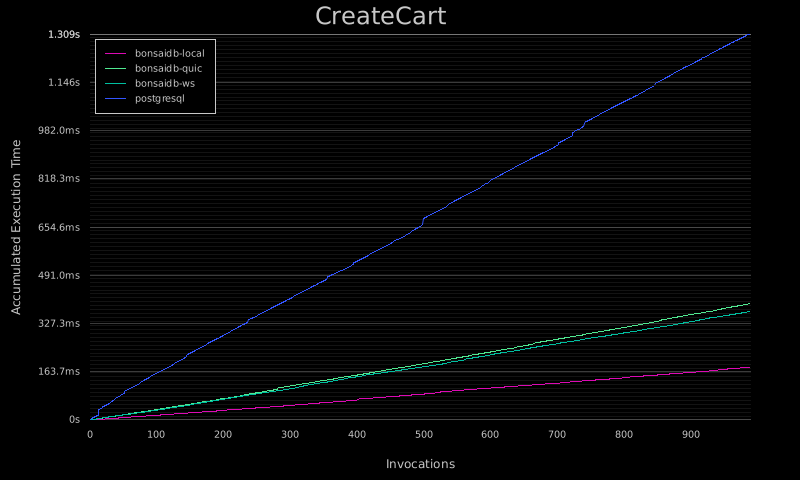 CreateCart
1.309s
bonsaidb-local
bonsaidb-quic
1.146s
bonsaidb-ws
postgresql
982.0ms
818.3ms
Accumulated Execution Time
654.6ms
491.0ms
327.3ms
163.7ms
0s
0 100 200 300 400 500 600 700 800 900
Invocations